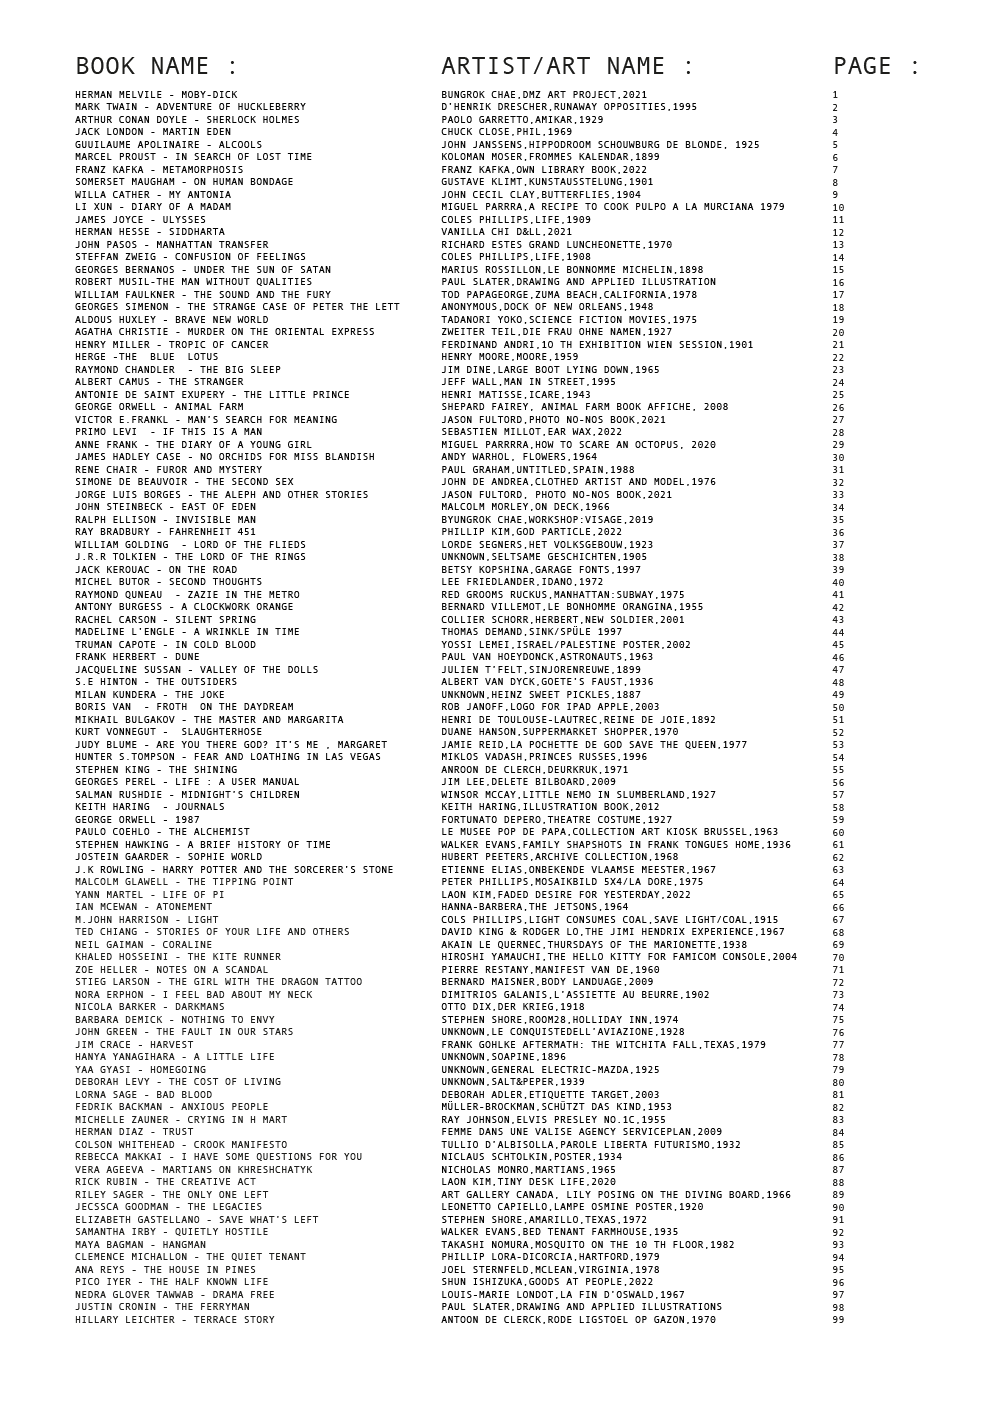 BOOK NAME : ARTIST/ART NAME : PAGE :
HERMAN MELVILE - MOBY-DICK BUNGROK CHAE,DMZ ART PROJECT,2021 1
MARK TWAIN - ADVENTURE OF HUCKLEBERRY D'HENRIK DRESCHER,RUNAWAY OPPOSITIES,1995 2
ARTHUR CONAN DOYLE - SHERLOCK HOLMES PAOLO GARRETTO,AMIKAR,1929 3
JACK LONDON - MARTIN EDEN CHUCK CLOSE,PHIL,1969 4
GUUILAUME APOLINAIRE - ALCOOLS JOHN JANSSENS,HIPPODROOM SCHOUWBURG DE BLONDE, 1925 5
MARCEL PROUST - IN SEARCH OF LOST TIME KOLOMAN MOSER,FROMMES KALENDAR,1899 6
FRANZ KAFKA - METAMORPHOSIS FRANZ KAFKA,OWN LIBRARY BOOK,2022 7
SOMERSET MAUGHAM - ON HUMAN BONDAGE GUSTAVE KLIMT,KUNSTAUSSTELUNG,1901 8
WILLA CATHER - MY ANTONIA JOHN CECIL CLAY,BUTTERFLIES,1904 9
LI XUN - DIARY OF A MADAM MIGUEL PARRRA,A RECIPE TO COOK PULPO A LA MURCIANA 1979 10
JAMES JOYCE - ULYSSES COLES PHILLIPS,LIFE,1909 11
HERMAN HESSE - SIDDHARTA VANILLA CHI D&LL,2021 12
JOHN PASOS - MANHATTAN TRANSFER RICHARD ESTES GRAND LUNCHEONETTE,1970 13
STEFFAN ZWEIG - CONFUSION OF FEELINGS COLES PHILLIPS,LIFE,1908 14
GEORGES BERNANOS - UNDER THE SUN OF SATAN MARIUS ROSSILLON,LE BONNOMME MICHELIN,1898 15
ROBERT MUSIL-THE MAN WITHOUT QUALITIES PAUL SLATER,DRAWING AND APPLIED ILLUSTRATION 16
WILLIAM FAULKNER - THE SOUND AND THE FURY TOD PAPAGEORGE,ZUMA BEACH,CALIFORNIA,1978 17
GEORGES SIMENON - THE STRANGE CASE OF PETER THE LETT ANONYMOUS,DOCK OF NEW ORLEANS,1948 18
ALDOUS HUXLEY - BRAVE NEW WORLD TADANORI YOKO,SCIENCE FICTION MOVIES,1975 19
AGATHA CHRISTIE - MURDER ON THE ORIENTAL EXPRESS ZWEITER TEIL,DIE FRAU OHNE NAMEN,1927 20
HENRY MILLER - TROPIC OF CANCER FERDINAND ANDRI,10 TH EXHIBITION WIEN SESSION,1901 21
HERGE -THE  BLUE  LOTUS HENRY MOORE,MOORE,1959 22
RAYMOND CHANDLER  - THE BIG SLEEP JIM DINE,LARGE BOOT LYING DOWN,1965 23
ALBERT CAMUS - THE STRANGER JEFF WALL,MAN IN STREET,1995 24
ANTONIE DE SAINT EXUPERY - THE LITTLE PRINCE HENRI MATISSE,ICARE,1943 25
GEORGE ORWELL - ANIMAL FARM SHEPARD FAIREY, ANIMAL FARM BOOK AFFICHE, 2008 26
VICTOR E.FRANKL - MAN'S SEARCH FOR MEANING JASON FULTORD,PHOTO NO-NOS BOOK,2021 27
PRIMO LEVI  - IF THIS IS A MAN SEBASTIEN MILLOT,EAR WAX,2022 28
ANNE FRANK - THE DIARY OF A YOUNG GIRL MIGUEL PARRRRA,HOW TO SCARE AN OCTOPUS, 2020 29
JAMES HADLEY CASE - NO ORCHIDS FOR MISS BLANDISH ANDY WARHOL, FLOWERS,1964 30
RENE CHAIR - FUROR AND MYSTERY PAUL GRAHAM,UNTITLED,SPAIN,1988 31
SIMONE DE BEAUVOIR - THE SECOND SEX JOHN DE ANDREA,CLOTHED ARTIST AND MODEL,1976 32
JORGE LUIS BORGES - THE ALEPH AND OTHER STORIES JASON FULTORD, PHOTO NO-NOS BOOK,2021 33
JOHN STEINBECK - EAST OF EDEN MALCOLM MORLEY,ON DECK,1966 34
RALPH ELLISON - INVISIBLE MAN BYUNGROK CHAE,WORKSHOP:VISAGE,2019 35
RAY BRADBURY - FAHRENHEIT 451 PHILLIP KIM,GOD PARTICLE,2022 36
WILLIAM GOLDING  - LORD OF THE FLIEDS LORDE SEGNERS,HET VOLKSGEBOUW,1923 37
J.R.R TOLKIEN - THE LORD OF THE RINGS UNKNOWN,SELTSAME GESCHICHTEN,1905 38
JACK KEROUAC - ON THE ROAD BETSY KOPSHINA,GARAGE FONTS,1997 39
MICHEL BUTOR - SECOND THOUGHTS LEE FRIEDLANDER,IDANO,1972 40
RAYMOND QUNEAU  - ZAZIE IN THE METRO RED GROOMS RUCKUS,MANHATTAN:SUBWAY,1975 41
ANTONY BURGESS - A CLOCKWORK ORANGE BERNARD VILLEMOT,LE BONHOMME ORANGINA,1955 42
RACHEL CARSON - SILENT SPRING COLLIER SCHORR,HERBERT,NEW SOLDIER,2001 43
MADELINE L'ENGLE - A WRINKLE IN TIME THOMAS DEMAND,SINK/SPÜLE 1997 44
TRUMAN CAPOTE - IN COLD BLOOD YOSSI LEMEI,ISRAEL/PALESTINE POSTER,2002 45
FRANK HERBERT - DUNE PAUL VAN HOEYDONCK,ASTRONAUTS,1963 46
JACQUELINE SUSSAN - VALLEY OF THE DOLLS JULIEN T'FELT,SINJORENREUWE,1899 47
S.E HINTON - THE OUTSIDERS ALBERT VAN DYCK,GOETE'S FAUST,1936 48
MILAN KUNDERA - THE JOKE UNKNOWN,HEINZ SWEET PICKLES,1887 49
BORIS VAN  - FROTH  ON THE DAYDREAM ROB JANOFF,LOGO FOR IPAD APPLE,2003 50
MIKHAIL BULGAKOV - THE MASTER AND MARGARITA HENRI DE TOULOUSE-LAUTREC,REINE DE JOIE,1892 51
KURT VONNEGUT -  SLAUGHTERHOSE DUANE HANSON,SUPPERMARKET SHOPPER,1970 52
JUDY BLUME - ARE YOU THERE GOD? IT'S ME , MARGARET JAMIE REID,LA POCHETTE DE GOD SAVE THE QUEEN,1977 53
HUNTER S.TOMPSON - FEAR AND LOATHING IN LAS VEGAS MIKLOS VADASH,PRINCES RUSSES,1996 54
STEPHEN KING - THE SHINING ANROON DE CLERCH,DEURKRUK,1971 55
GEORGES PEREL - LIFE : A USER MANUAL JIM LEE,DELETE BILBOARD,2009 56
SALMAN RUSHDIE - MIDNIGHT'S CHILDREN WINSOR MCCAY,LITTLE NEMO IN SLUMBERLAND,1927 57
KEITH HARING  - JOURNALS KEITH HARING,ILLUSTRATION BOOK,2012 58
GEORGE ORWELL - 1987 FORTUNATO DEPERO,THEATRE COSTUME,1927 59
PAULO COEHLO - THE ALCHEMIST LE MUSEE POP DE PAPA,COLLECTION ART KIOSK BRUSSEL,1963 60
STEPHEN HAWKING - A BRIEF HISTORY OF TIME WALKER EVANS,FAMILY SHAPSHOTS IN FRANK TONGUES HOME,1936 61
JOSTEIN GAARDER - SOPHIE WORLD HUBERT PEETERS,ARCHIVE COLLECTION,1968 62
J.K ROWLING - HARRY POTTER AND THE SORCERER'S STONE ETIENNE ELIAS,ONBEKENDE VLAAMSE MEESTER,1967 63
MALCOLM GLAWELL - THE TIPPING POINT PETER PHILLIPS,MOSAIKBILD 5X4/LA DORE,1975 64
YANN MARTEL - LIFE OF PI LAON KIM,FADED DESIRE FOR YESTERDAY,2022 65
IAN MCEWAN - ATONEMENT HANNA-BARBERA,THE JETSONS,1964 66
M.JOHN HARRISON - LIGHT COLS PHILLIPS,LIGHT CONSUMES COAL,SAVE LIGHT/COAL,1915 67
TED CHIANG - STORIES OF YOUR LIFE AND OTHERS DAVID KING & RODGER LO,THE JIMI HENDRIX EXPERIENCE,1967 68
NEIL GAIMAN - CORALINE AKAIN LE QUERNEC,THURSDAYS OF THE MARIONETTE,1938 69
KHALED HOSSEINI - THE KITE RUNNER HIROSHI YAMAUCHI,THE HELLO KITTY FOR FAMICOM CONSOLE,2004 70
ZOE HELLER - NOTES ON A SCANDAL PIERRE RESTANY,MANIFEST VAN DE,1960 71
STIEG LARSON - THE GIRL WITH THE DRAGON TATTOO BERNARD MAISNER,BODY LANDUAGE,2009 72
NORA ERPHON - I FEEL BAD ABOUT MY NECK DIMITRIOS GALANIS,L'ASSIETTE AU BEURRE,1902 73
NICOLA BARKER - DARKMANS OTTO DIX,DER KRIEG,1918 74
BARBARA DEMICK - NOTHING TO ENVY STEPHEN SHORE,ROOM28,HOLLIDAY INN,1974 75
JOHN GREEN - THE FAULT IN OUR STARS UNKNOWN,LE CONQUISTEDELL'AVIAZIONE,1928 76
JIM CRACE - HARVEST FRANK GOHLKE AFTERMATH: THE WITCHITA FALL,TEXAS,1979 77
HANYA YANAGIHARA - A LITTLE LIFE UNKNOWN,SOAPINE,1896 78
YAA GYASI - HOMEGOING UNKNOWN,GENERAL ELECTRIC-MAZDA,1925 79
DEBORAH LEVY - THE COST OF LIVING UNKNOWN,SALT&PEPER,1939 80
LORNA SAGE - BAD BLOOD DEBORAH ADLER,ETIQUETTE TARGET,2003 81
FEDRIK BACKMAN - ANXIOUS PEOPLE MÜLLER-BROCKMAN,SCHÜTZT DAS KIND,1953 82
MICHELLE ZAUNER - CRYING IN H MART RAY JOHNSON,ELVIS PRESLEY NO.1C,1955 83
HERMAN DIAZ - TRUST FEMME DANS UNE VALISE AGENCY SERVICEPLAN,2009 84
COLSON WHITEHEAD - CROOK MANIFESTO TULLIO D'ALBISOLLA,PAROLE LIBERTA FUTURISMO,1932 85
REBECCA MAKKAI - I HAVE SOME QUESTIONS FOR YOU NICLAUS SCHTOLKIN,POSTER,1934 86
VERA AGEEVA - MARTIANS ON KHRESHCHATYK NICHOLAS MONRO,MARTIANS,1965 87
RICK RUBIN - THE CREATIVE ACT LAON KIM,TINY DESK LIFE,2020 88
RILEY SAGER - THE ONLY ONE LEFT ART GALLERY CANADA, LILY POSING ON THE DIVING BOARD,1966 89
JECSSCA GOODMAN - THE LEGACIES LEONETTO CAPIELLO,LAMPE OSMINE POSTER,1920 90
ELIZABETH GASTELLANO - SAVE WHAT'S LEFT STEPHEN SHORE,AMARILLO,TEXAS,1972 91
SAMANTHA IRBY - QUIETLY HOSTILE WALKER EVANS,BED TENANT FARMHOUSE,1935 92
MAYA BAGMAN - HANGMAN TAKASHI NOMURA,MOSQUITO ON THE 10 TH FLOOR,1982 93
CLEMENCE MICHALLON - THE QUIET TENANT PHILLIP LORA-DICORCIA,HARTFORD,1979 94
ANA REYS - THE HOUSE IN PINES JOEL STERNFELD,MCLEAN,VIRGINIA,1978 95
PICO IYER - THE HALF KNOWN LIFE SHUN ISHIZUKA,GOODS AT PEOPLE,2022 96
NEDRA GLOVER TAWWAB - DRAMA FREE LOUIS-MARIE LONDOT,LA FIN D'OSWALD,1967 97
JUSTIN CRONIN - THE FERRYMAN PAUL SLATER,DRAWING AND APPLIED ILLUSTRATIONS 98
HILLARY LEICHTER - TERRACE STORY ANTOON DE CLERCK,RODE LIGSTOEL OP GAZON,1970 99